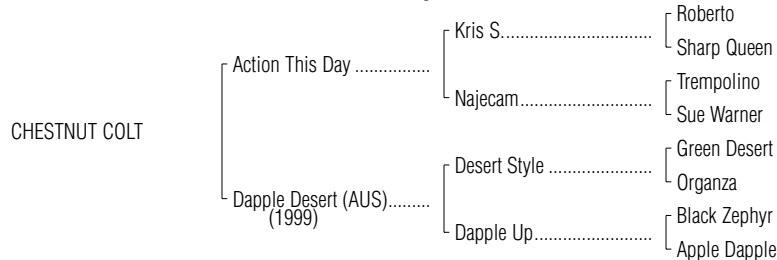 Roberto
Kris S..............................
Sharp Queen
Action This Day ................
Trempolino
Najecam............................
Sue Warner
CHESTNUT COLT
Green Desert
Desert Style ......................
Organza
Dapple Desert (AUS).........
(1999)
Black Zephyr
Dapple Up.........................
Apple Dapple